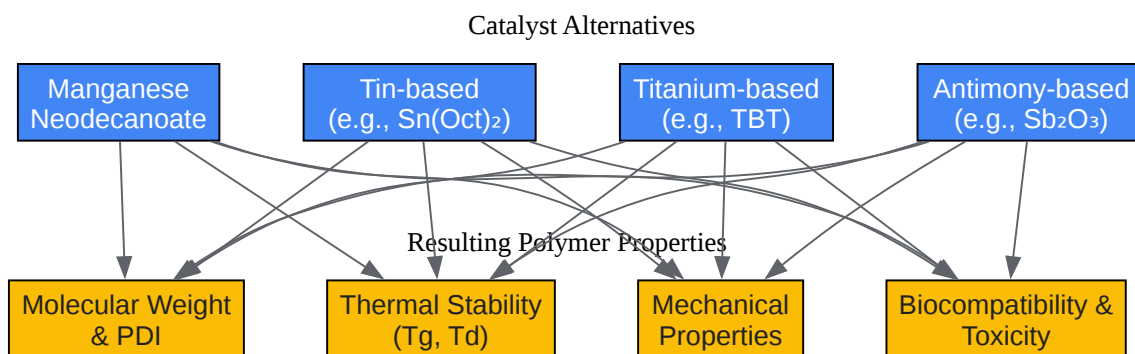 Catalyst Alternatives
Manganese
Neodecanoate
Tin-based
(e.g., Sn(Oct)₂)
Titanium-based
(e.g., TBT)
Antimony-based
(e.g., Sb₂O₃)
Resulting Polymer Properties
Molecular Weight
& PDI
Thermal Stability
(Tg, Td)
Mechanical
Properties
Biocompatibility &
Toxicity